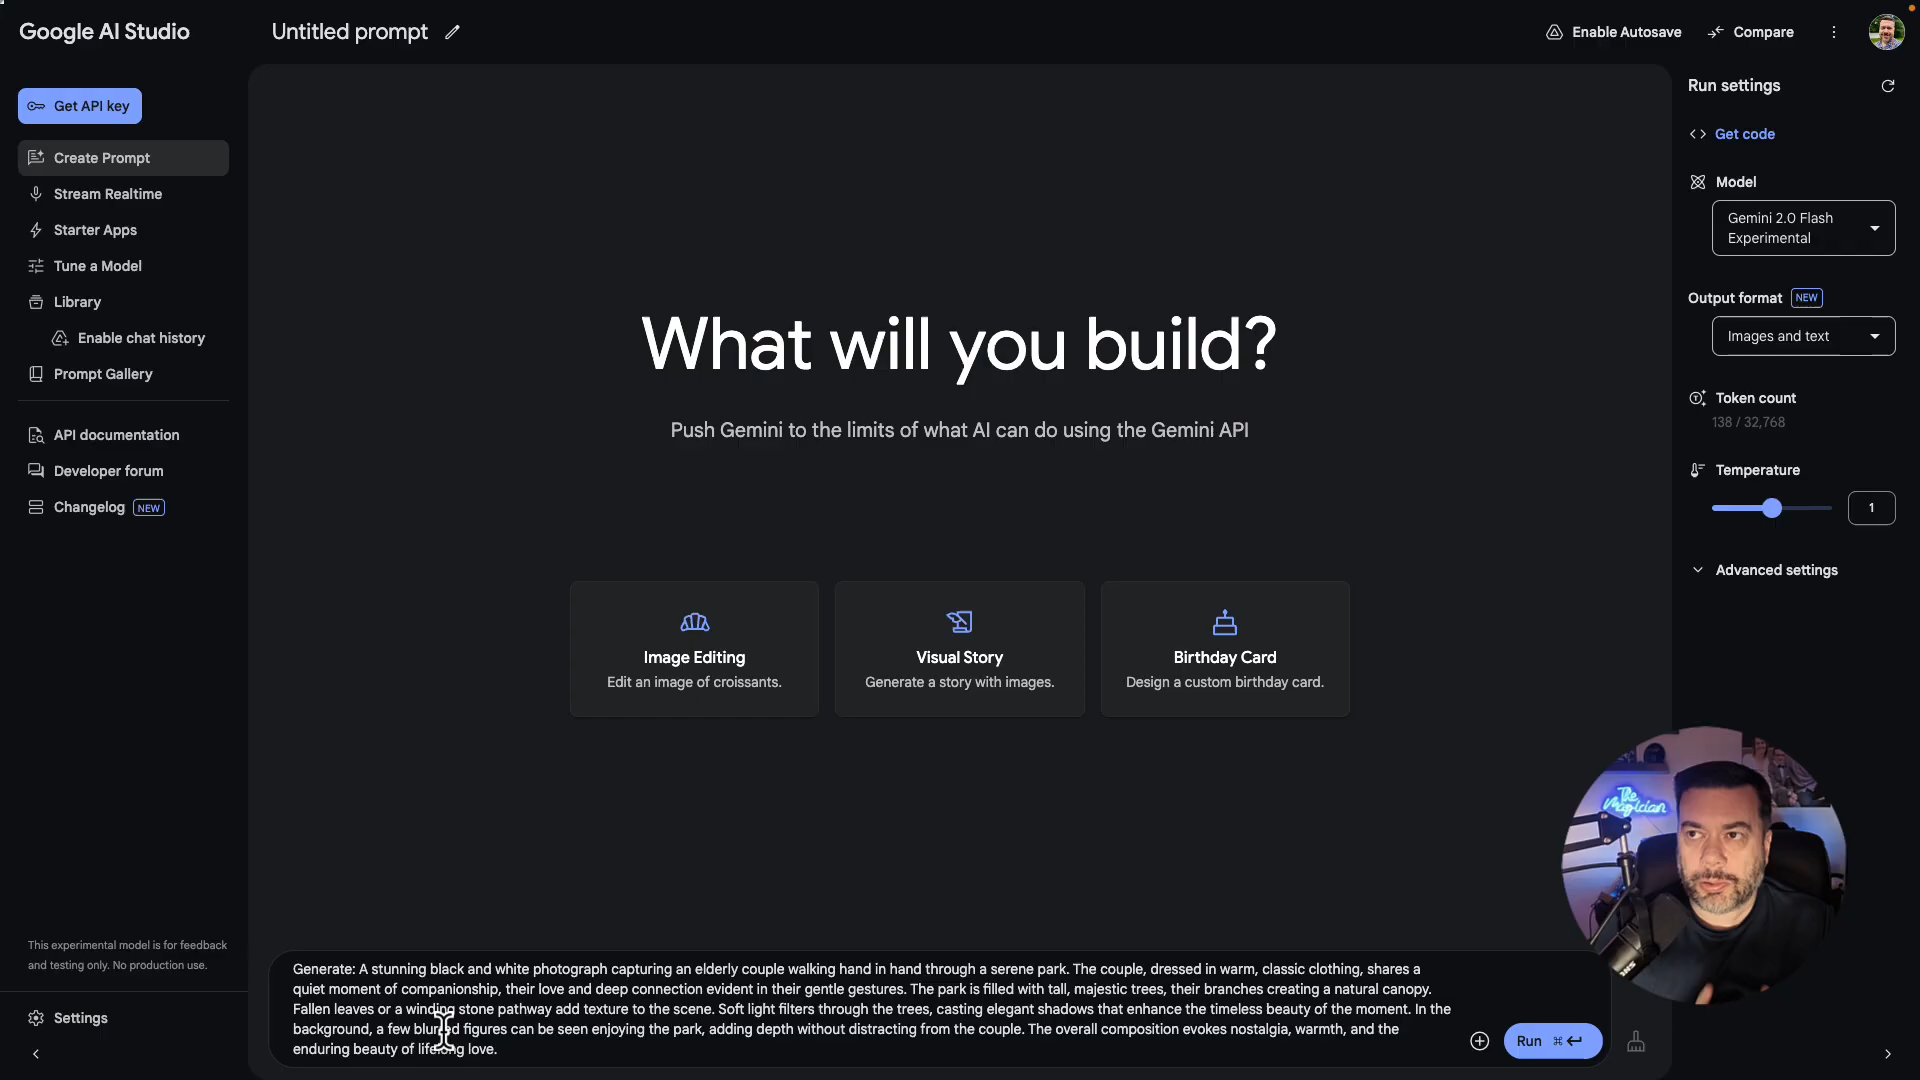 Google AI Studio
Untitled prompt
Enable Autosave
Compare
Get API key
Create Prompt
Stream Realtime
Starter Apps
Tune a Model
Library
Enable chat history
Prompt Gallery
API documentation
Developer forum
Changelog NEW
This experimental model is for feedback
and testing only. No production use.
Settings
What will you build?
Push Gemini to the limits of what AI can do using the Gemini API
Image Editing
Edit an image of croissants.
Visual Story
Generate a story with images.
Birthday Card
Design a custom birthday card.
Generate: A stunning black and white photograph capturing an elderly couple walking hand in hand through a serene park. The couple, dressed in warm, classic clothing, shares a
quiet moment of companionship, their love and deep connection evident in their gentle gestures. The park is filled with tall, majestic trees, their branches creating a natural canopy.
Fallen leaves or a winding stone pathway add texture to the scene. Soft light filters through the trees, casting elegant shadows that enhance the timeless beauty of the moment. In the
background, a few blurred figures can be seen enjoying the park, adding depth without distracting from the couple. The overall composition evokes nostalgia, warmth, and the
enduring beauty of lifelong love.
Run ⌘
Run settings
Get code
Model
Gemini 2.0 Flash
Experimental
Output format NEW
Images and text
Token count
138 / 32,768
Temperature
1
Advanced settings
The
Magician